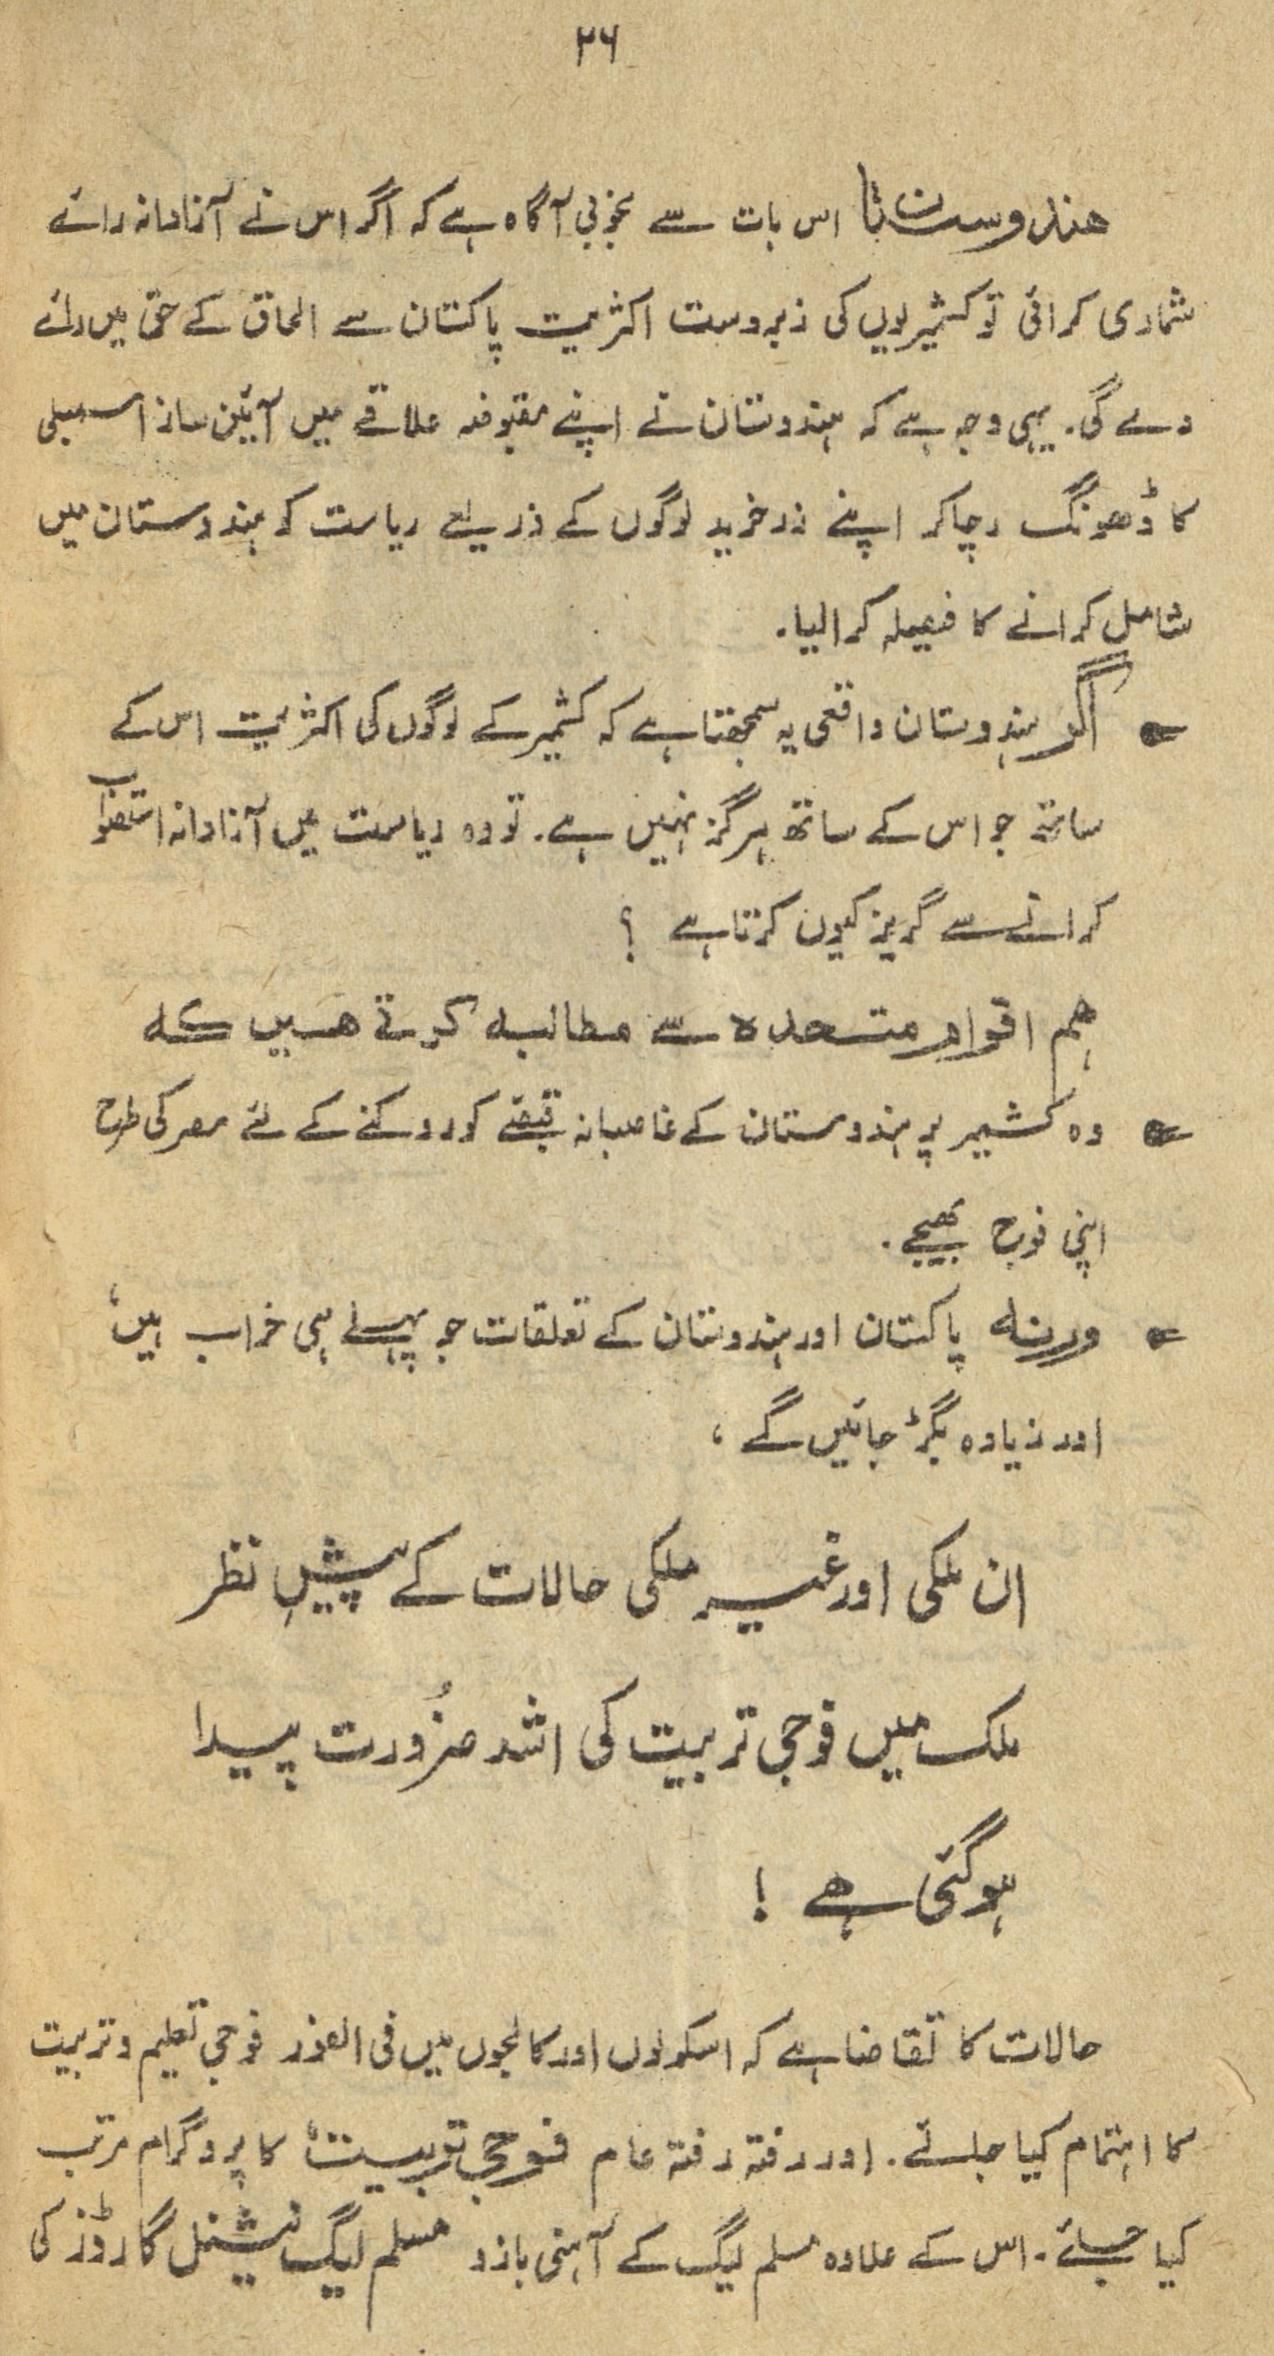 ۲۶
ھندوستان اس بات سے بخوبی آگاہ ہے کہ اگر اس نے آزادانہ رائے
شماری کرائی تو کشمیریوں کی زبردست اکثریت پاکستان سے الحاق کے حق میں رائے
دے گی۔ یہی وجہ ہے کہ ہندوستان نے اپنے مقبوضہ علاقے میں آئین ساز اسمبلی
کا ڈھونگ رچا کر اپنے زر خرید لوگوں کے ذریعے ریاست کو ہندوستان میں
شامل کرانے کا فیصلہ کرالیا۔
اگر ہندوستان واقعی یہ سمجھتا ہے کہ کشمیر کے لوگوں کی اکثریت اس کے
ساتھ جو اس کے ساتھ ہرگز نہیں ہے۔ تو وہ ریاست میں آزادانہ استصواب
کرانے سے گریز کیوں کرتا ہے ؟
ھم اقوام متحدہ سے مطالبہ کرتے ھیں کہ
وہ کشمیر پر ہندوستان کے غاصبانہ قبضے کو روکنے کے لئے مصر کی طرح
اپنی فوج بھیجے۔
ورنہ پاکستان اور ہندوستان کے تعلقات جو پہلے ہی خراب ہیں،
اور زیادہ بگڑ جائیں گے،
ان ملکی اور غیر ملکی حالات کے پیشِ نظر
ملک میں فوجی تربیت کی اشد ضُرورت پیدا
ہوگئی ہے !
حالات کا تقاضا ہے کہ اسکولوں اور کالجوں میں فی الفور فوجی تعلیم و تربیت
کا اہتمام کیا جائے۔ اور رفتہ رفتہ عام فوجی تربیت کا پروگرام مرتب
کیا جائے۔ اس کے علاوہ مسلم لیگ کے آہنی بازو مسلم لیگ نیشنل گارڈز کی